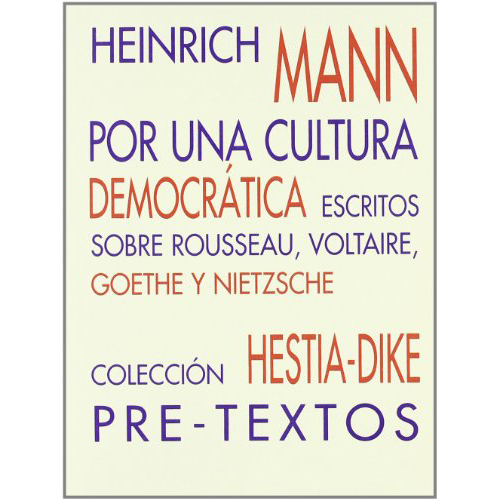 HEINRICH MANN
POR UNA CULTURA
DEMOCRÁTICA ESCRITOS
SOBRE ROUSSEAU, VOLTAIRE,
GOETHE Y NIETZSCHE
COLECCIÓN HESTIA-DIKE
PRE-TEXTOS